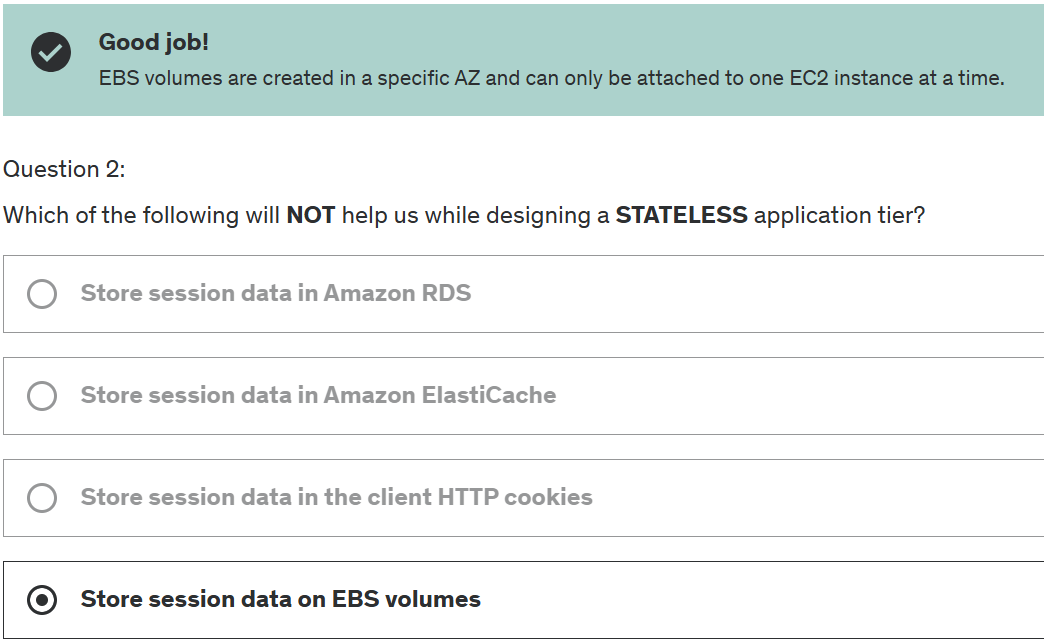 Good job!
EBS volumes are created in a specific AZ and can only be attached to one EC2 instance at a time.
Question 2:
Which of the following will NOT help us while designing a STATELESS application tier?
Store session data in Amazon RDS
Store session data in Amazon ElastiCache
Store session data in the client HTTP cookies
Store session data on EBS volumes